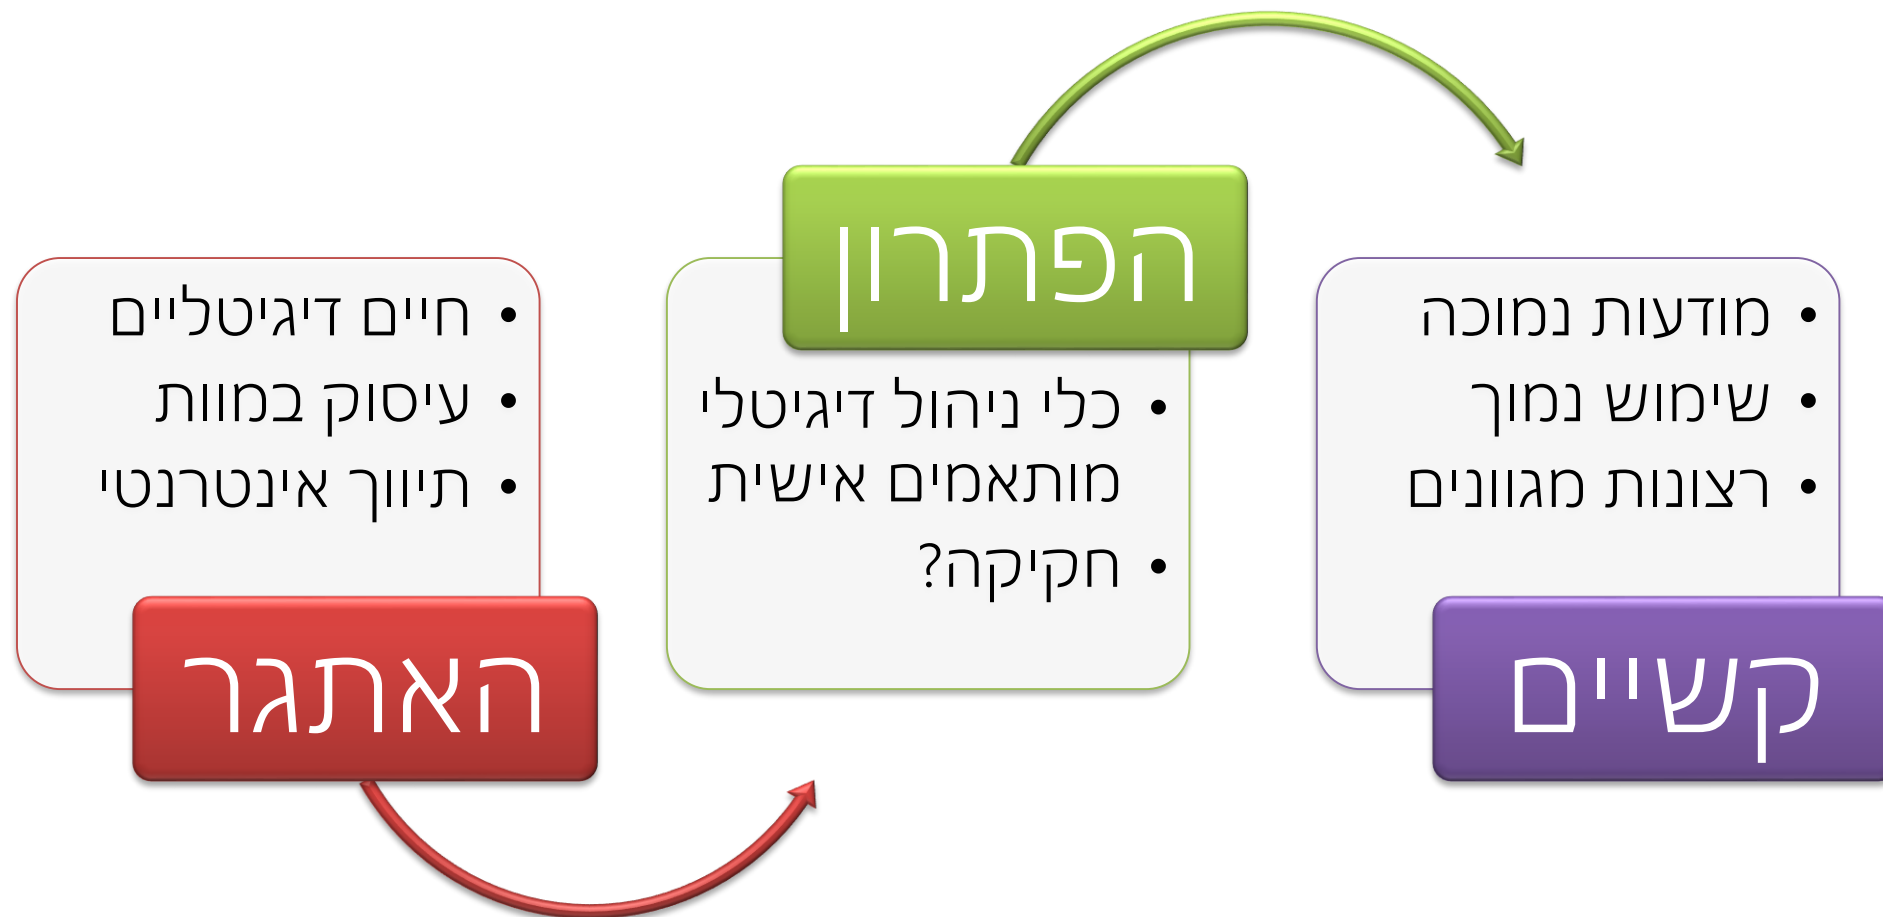 • חיים דיגיטליים
• עיסוק במוות
• תיווך אינטרנטי
האתגר
הפתרון
• כלי ניהול דיגיטלי
מותאמים אישית
• חקיקה?
• מודעות נמוכה
• שימוש נמוך
• רצונות מגוונים
קשיים